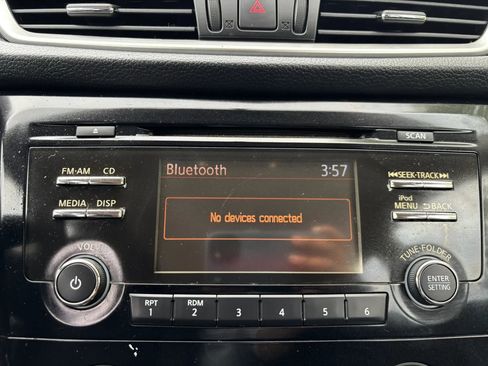 SCAN
FM·AM CD
Bluetooth 3:57
SEEK·TRACK
MEDIA DISP
No devices connected
iPod
MENU BACK
VOL
TUNE·FOLDER
ENTER
SETTING
RPT
1
RDM
2
3
4
5
6